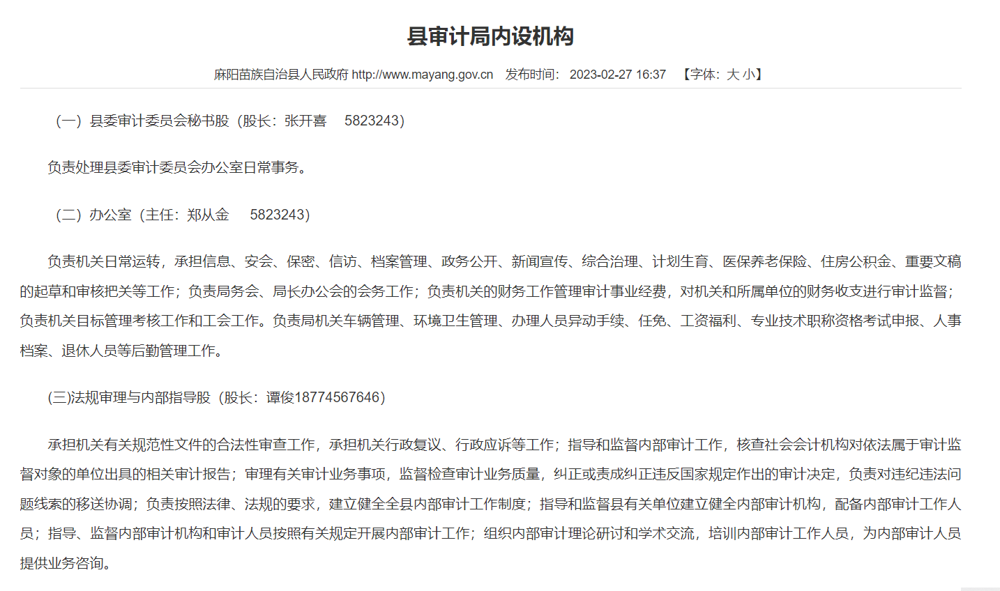 县审计局内设机构
麻阳苗族自治县人民政府 http://www.mayang.gov.cn 发布时间： 2023-02-27 16:37 【字体：大 小】
（一）县委审计委员会秘书股（股长：张开喜 5823243）
负责处理县委审计委员会办公室日常事务。
（二）办公室（主任：郑从金 5823243）
负责机关日常运转，承担信息、安会、保密、信访、档案管理、政务公开、新闻宣传、综合治理、计划生育、医保养老保险、住房公积金、重要文稿
的起草和审核把关等工作；负责局务会、局长办公会的会务工作；负责机关的财务工作管理审计事业经费，对机关和所属单位的财务收支进行审计监督；
负责机关目标管理考核工作和工会工作。负责局机关车辆管理、环境卫生管理、办理人员异动手续、任免、工资福利、专业技术职称资格考试申报、人事
档案、退休人员等后勤管理工作。
(三)法规审理与内部指导股（股长：谭俊18774567646）
承担机关有关规范性文件的合法性审查工作，承担机关行政复议、行政应诉等工作；指导和监督内部审计工作，核查社会会计机构对依法属于审计监
督对象的单位出具的相关审计报告；审理有关审计业务事项，监督检查审计业务质量，纠正或责成纠正违反国家规定作出的审计决定，负责对违纪违法问
题线索的移送协调；负责按照法律、法规的要求，建立健全全县内部审计工作制度；指导和监督县有关单位建立健全内部审计机构，配备内部审计工作人
员；指导、监督内部审计机构和审计人员按照有关规定开展内部审计工作；组织内部审计理论研讨和学术交流，培训内部审计工作人员，为内部审计人员
提供业务咨询。